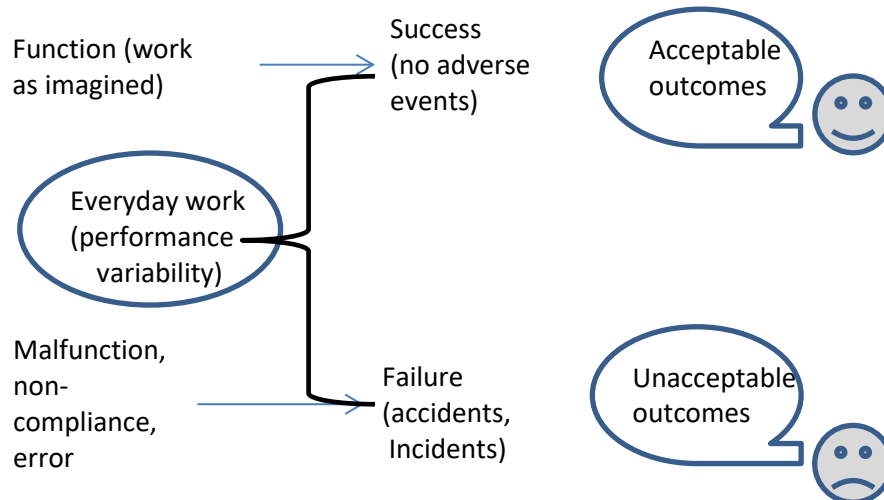 Function (work
as imagined)
Success
(no adverse
events)
Acceptable
outcomes
Everyday work
(performance
variability)
Malfunction,
non-
compliance,
error
Failure
(accidents,
Incidents)
Unacceptable
outcomes